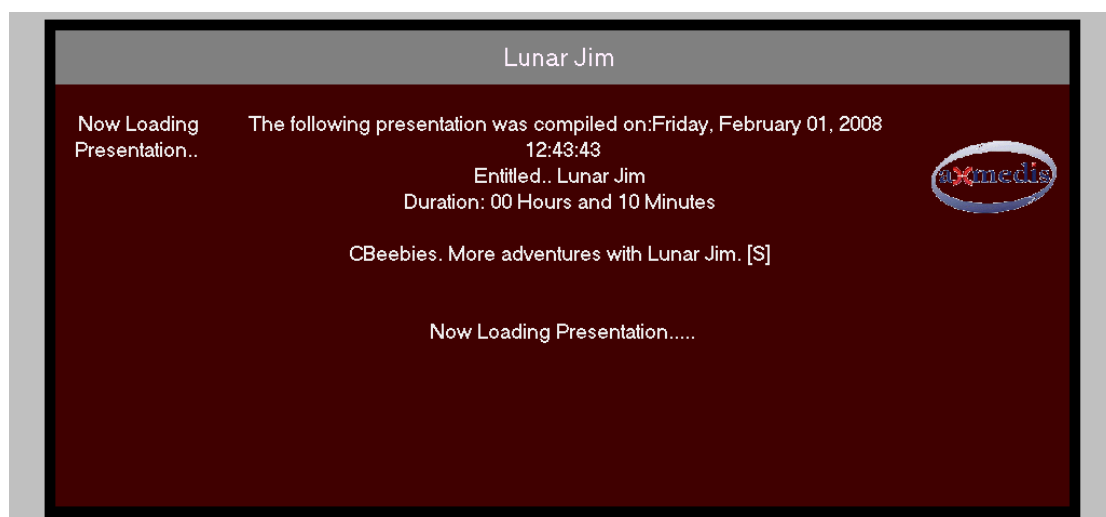 Lunar Jim
Now Loading
Presentation..
The following presentation was compiled on:Friday, February 01, 2008
12:43:43
Entitled.. Lunar Jim
Duration: 00 Hours and 10 Minutes
CBeebies. More adventures with Lunar Jim. [S]
Now Loading Presentation.....
axmedis